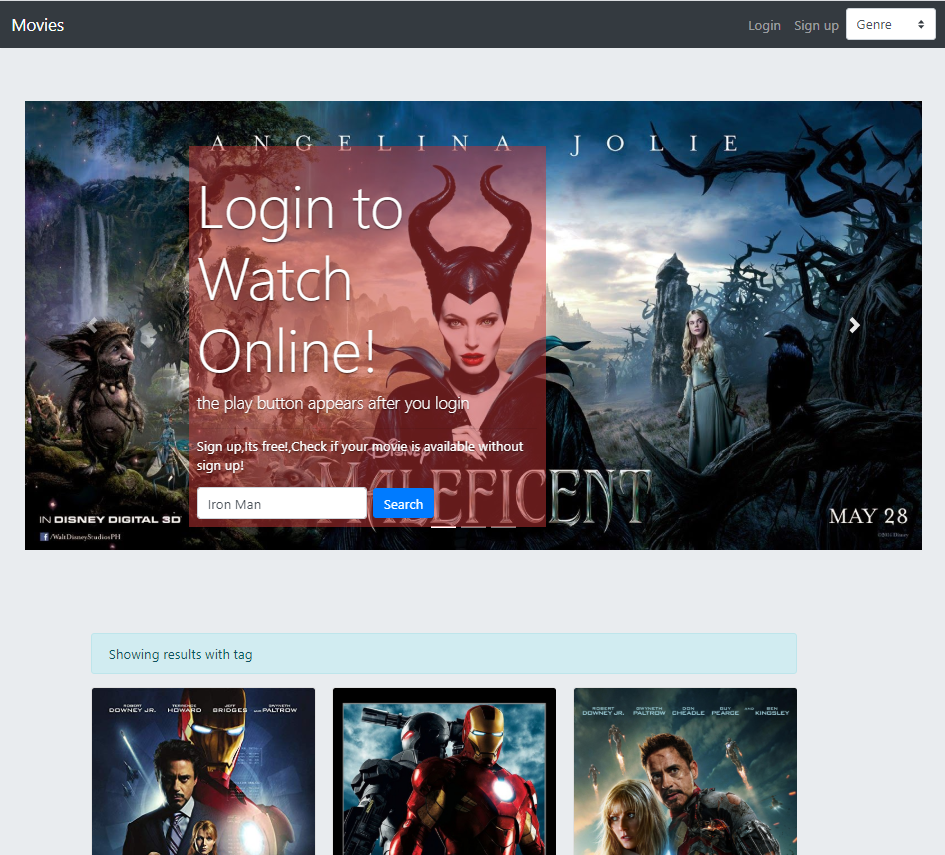 Movies
Login Sign up Genre
ANGELINA JOLIE
Login to
Watch
Online!
the play button appears after you login
Sign up,Its free!,Check if your movie is available without
sign up!
DISNEY
MALEFICENT
Iron Man Search
IN DISNEY DIGITAL 3D
MAY 28
/WaltDisneyStudiosPH
Showing results with tag
ROBERT DOWNEY JR. TERRENCE HOWARD JEFF BRIDGES AND GWYNETH PALTROW
ROBERT DOWNEY JR. GWYNETH PALTROW DON CHEADLE GUY PEARCE AND BEN KINGSLEY